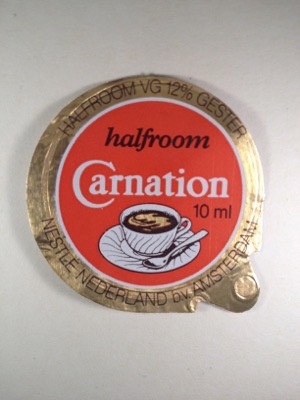 HALFROOM VG 12% GESTER
halfroom
Carnation
10 ml
NESTLÉ NEDERLAND bv AMSTERDAM